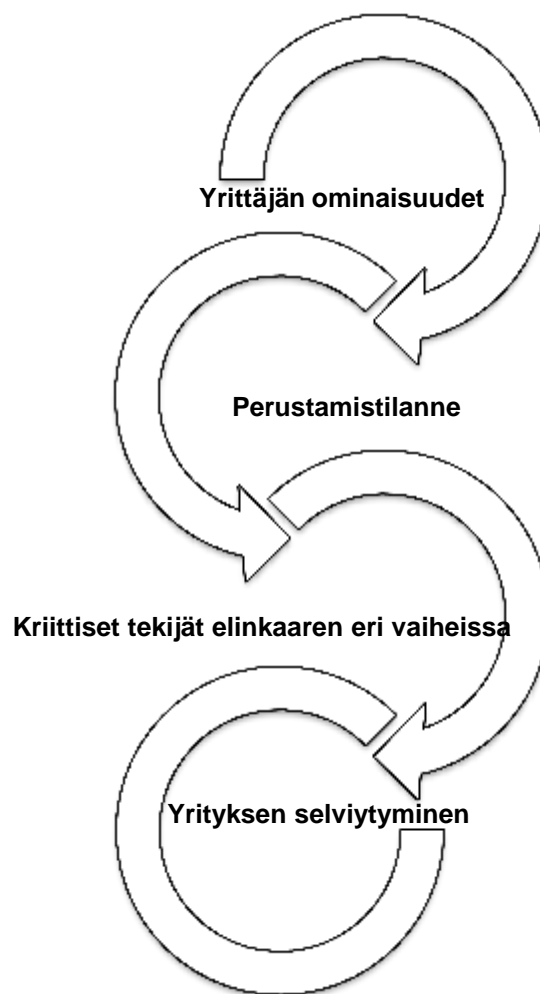 Yrittäjän ominaisuudet
Perustamistilanne
Kriittiset tekijät elinkaaren eri vaiheissa
Yrityksen selviytyminen